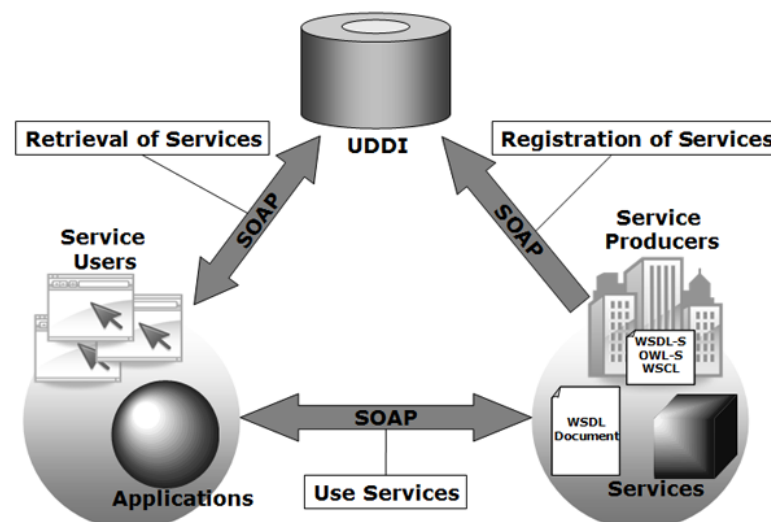 UDDI
Retrieval of Services
Registration of Services
SOAP
SOAP
Service
Users
Service
Producers
WSDL-S
OWL-S
WSCL
WSDL
Document
SOAP
Applications
Use Services
Services